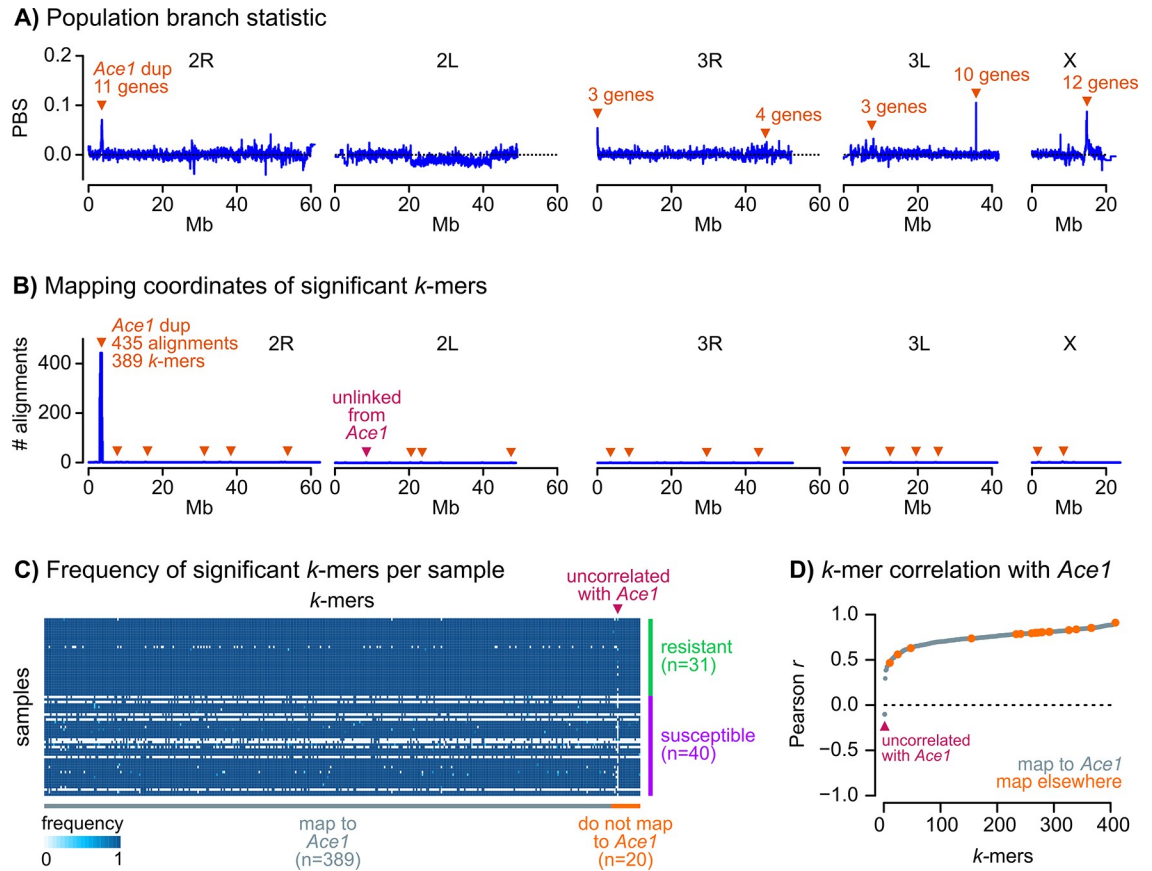 A) Population branch statistic
PBS
0.2
0.1
0.0
2R
2L
3R
3L
X
Ace1 dup
11 genes
3 genes
4 genes
3 genes
10 genes
12 genes
0 20 40 60
0 20 40 60
0 20 40 60
0 20 40
0 20
Mb
Mb
Mb
Mb
Mb
B) Mapping coordinates of significant k-mers
# alignments
400
200
0
Ace1 dup
435 alignments
389 k-mers
2R
2L
3R
3L
X
unlinked
from
Ace1
0 20 40 60
0 20 40 60
0 20 40 60
0 20 40
0 20
Mb
Mb
Mb
Mb
Mb
C) Frequency of significant k-mers per sample
k-mers
uncorrelated
with Ace1
samples
resistant
(n=31)
susceptible
(n=40)
frequency
0 1
map to
Ace1
(n=389)
do not map
to Ace1
(n=20)
D) k-mer correlation with Ace1
Pearson r
1.0
0.5
0.0
−0.5
−1.0
uncorrelated
with Ace1
map to Ace1
map elsewhere
0 100 200 300 400
k-mers